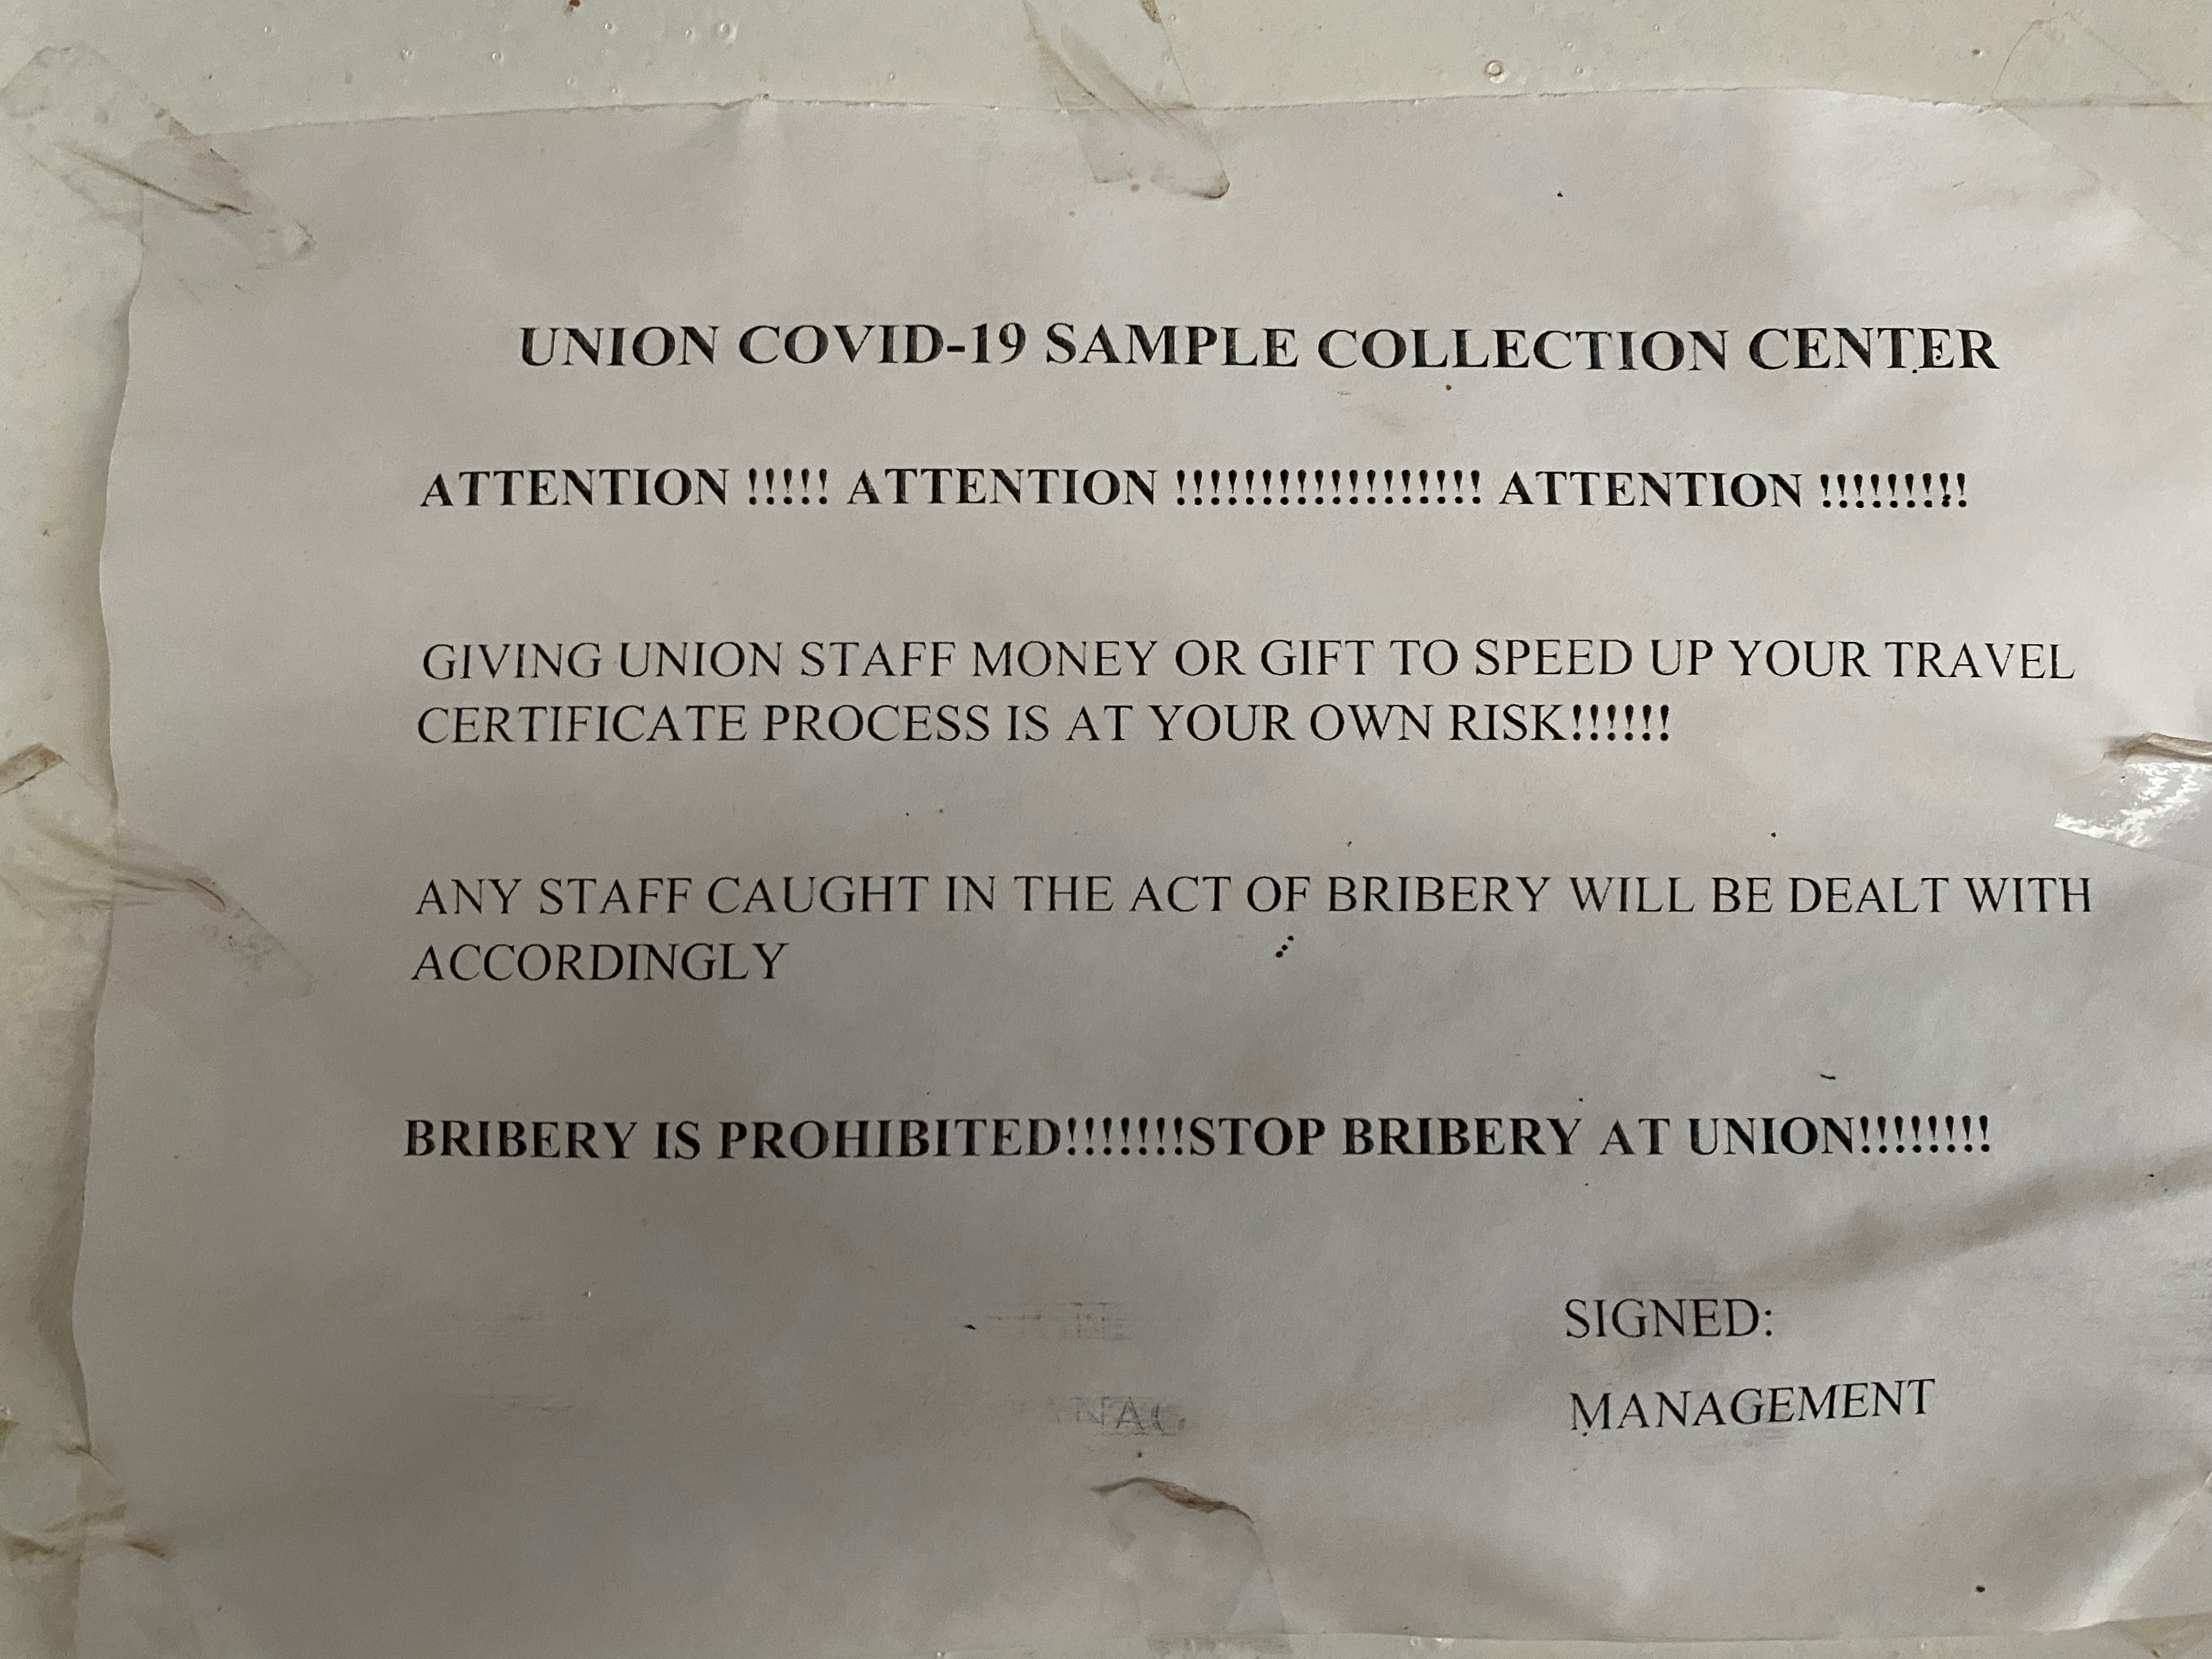 UNION COVID-19 SAMPLE COLLECTION CENTER
ATTENTION !!!!! ATTENTION !!!!!!!!!!!!!!!!!! ATTENTION !!!!!!!!!
GIVING UNION STAFF MONEY OR GIFT TO SPEED UP YOUR TRAVEL
CERTIFICATE PROCESS IS AT YOUR OWN RISK!!!!!!
ANY STAFF CAUGHT IN THE ACT OF BRIBERY WILL BE DEALT WITH
ACCORDINGLY
BRIBERY IS PROHIBITED!!!!!!!STOP BRIBERY AT UNION!!!!!!!!
SIGNED:
MANAGEMENT